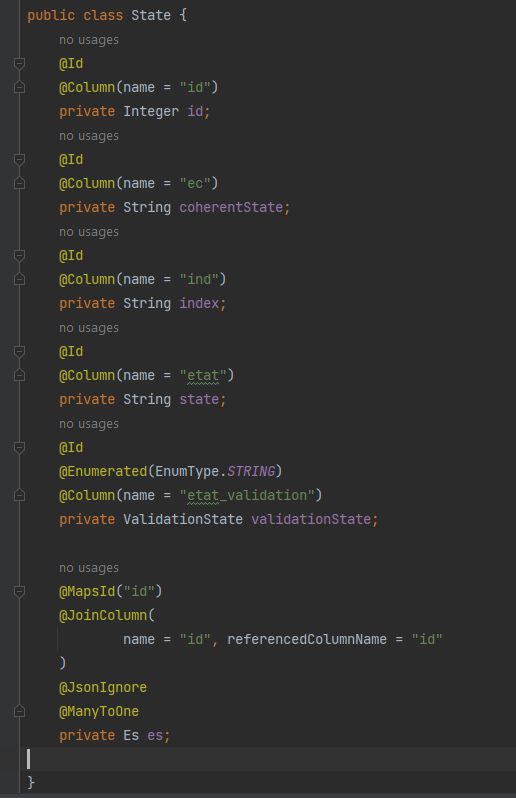 public class State {
no usages
@Id
@Column(name = "id")
private Integer id;
no usages
@Id
@Column(name = "ec")
private String coherentState;
no usages
@Id
@Column(name = "ind")
private String index;
no usages
@Id
@Column(name = "etat")
private String state;
no usages
@Id
@Enumerated(EnumType.STRING)
@Column(name = "etat_validation")
private ValidationState validationState;
no usages
@MapsId("id")
@JoinColumn(
name = "id", referencedColumnName = "id"
)
@JsonIgnore
@ManyToOne
private Es es;
}